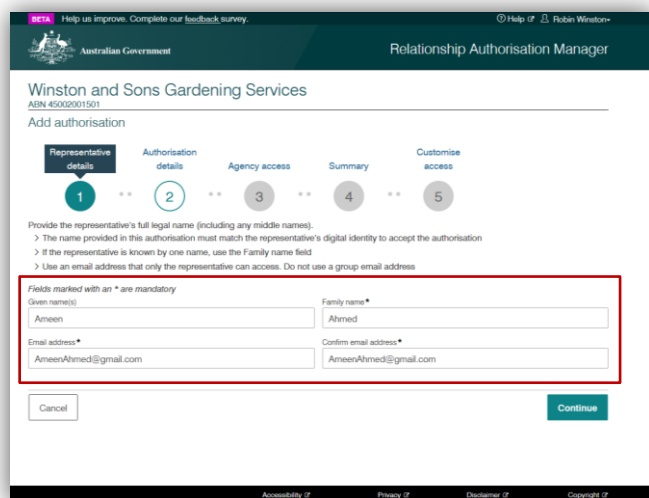 BETA Help us improve. Complete our feedback survey. Help Robin Winston
Australian Government Relationship Authorisation Manager
Winston and Sons Gardening Services
ABN 45002001501
Add authorisation
Representative details Authorisation details Agency access Summary Customise access
1 2 3 4 5
Provide the representative's full legal name (including any middle names).
> The name provided in this authorisation must match the representative's digital identity to accept the authorisation
> If the representative is known by one name, use the Family name field
> Use an email address that only the representative can access. Do not use a group email address
Fields marked with an * are mandatory
Given name(s) Family name*
Ameen Ahmed
Email address* Confirm email address*
AmeenAhmed@gmail.com AmeenAhmed@gmail.com
Cancel Continue
Accessibility Privacy Disclaimer Copyright